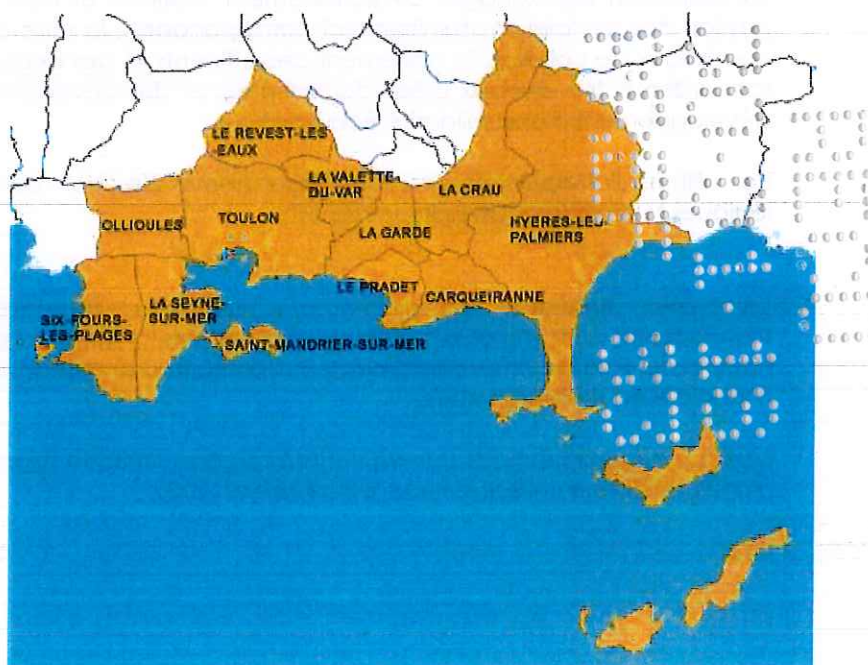 LE REVEST-LES
-EAUX
LA VALETTE-
DU-VAR
LA CRAU
OLLIOULES
TOULON
LA GARDE
HYERES-LES-
PALMIERS
LE PRADET
CARQUEIRANNE
LA SEYNE-
SUR-MER
SIX-FOURS-
LES-PLAGES
SAINT-MANDRIER-SUR-MER